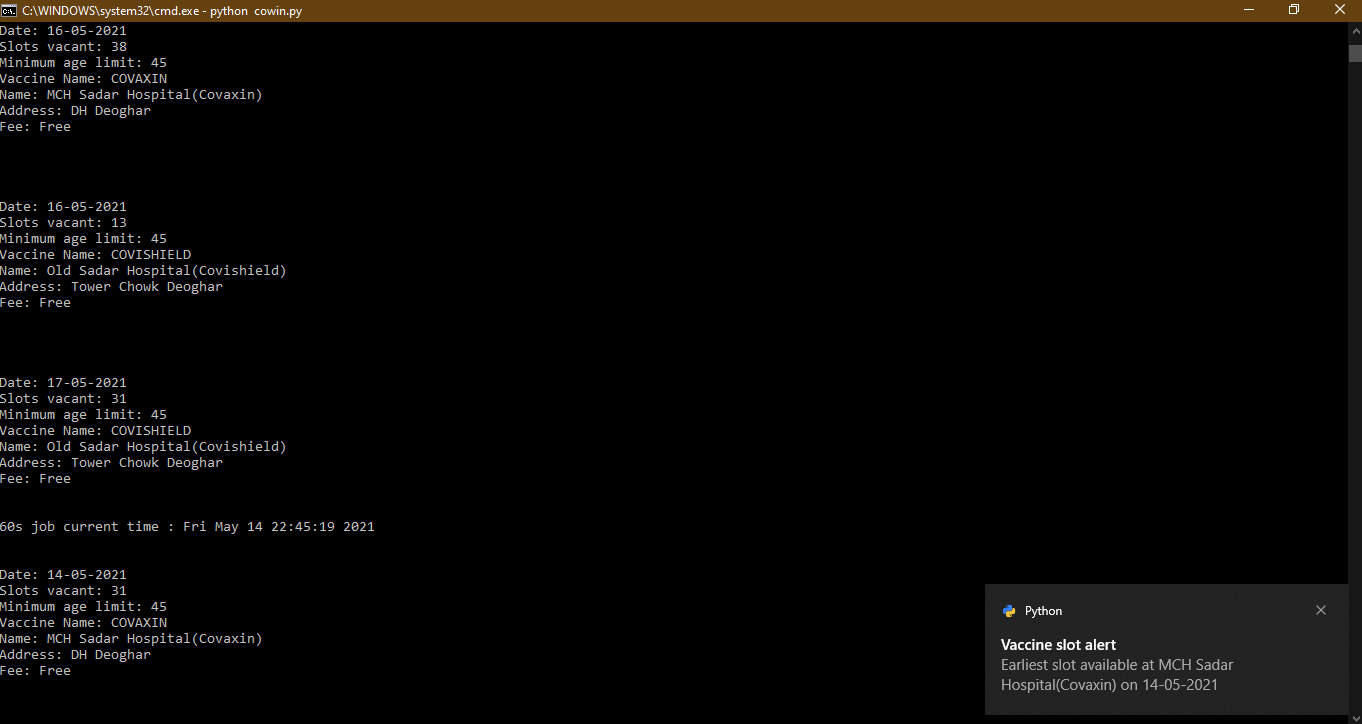 C:\WINDOWS\system32\cmd.exe - python  cowin.py
Date: 16-05-2021
Slots vacant: 38
Minimum age limit: 45
Vaccine Name: COVAXIN
Name: MCH Sadar Hospital(Covaxin)
Address: DH Deoghar
Fee: Free
Date: 16-05-2021
Slots vacant: 13
Minimum age limit: 45
Vaccine Name: COVISHIELD
Name: Old Sadar Hospital(Covishield)
Address: Tower Chowk Deoghar
Fee: Free
Date: 17-05-2021
Slots vacant: 31
Minimum age limit: 45
Vaccine Name: COVISHIELD
Name: Old Sadar Hospital(Covishield)
Address: Tower Chowk Deoghar
Fee: Free
60s job current time : Fri May 14 22:45:19 2021
Date: 14-05-2021
Slots vacant: 31
Minimum age limit: 45
Vaccine Name: COVAXIN
Name: MCH Sadar Hospital(Covaxin)
Address: DH Deoghar
Fee: Free
Python
Vaccine slot alert
Earliest slot available at MCH Sadar
Hospital(Covaxin) on 14-05-2021